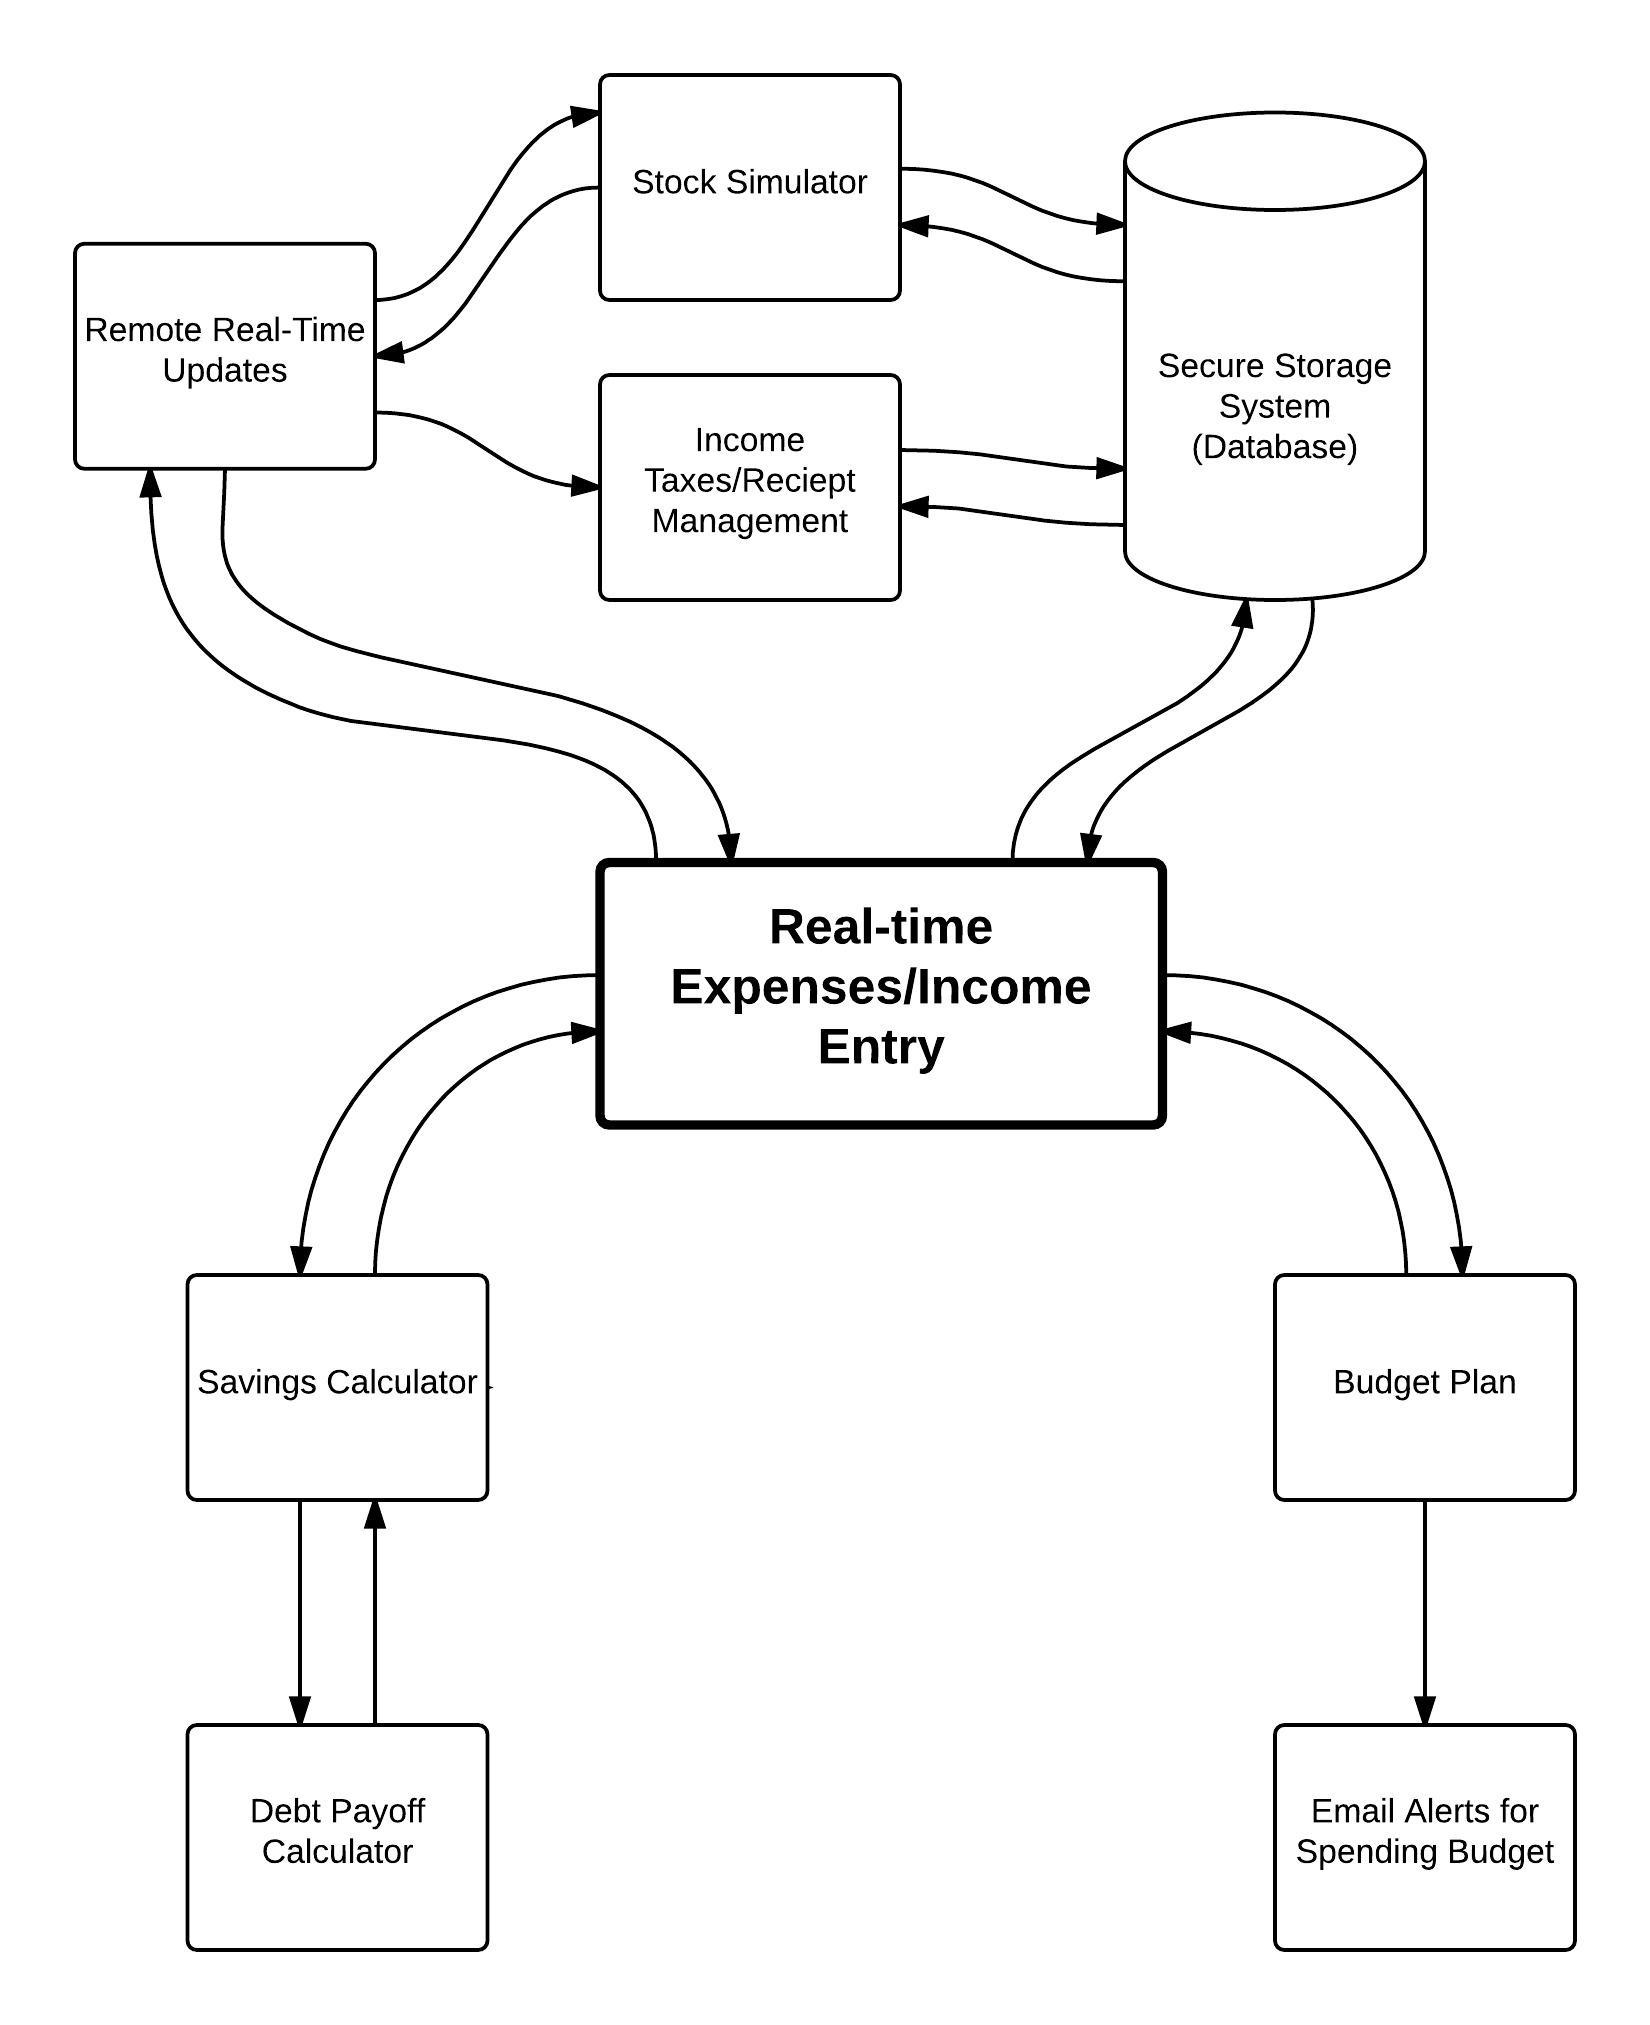 Stock Simulator
Remote Real-Time
Updates
Secure Storage
System
(Database)
Income
Taxes/Reciept
Management
Real-time
Expenses/Income
Entry
Savings Calculator
Budget Plan
Debt Payoff
Calculator
Email Alerts for
Spending Budget